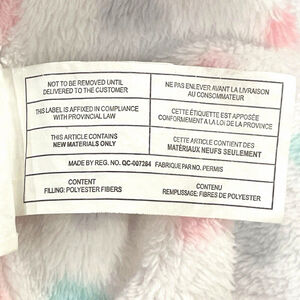 NOT TO BE REMOVED UNTIL
DELIVERED TO THE CUSTOMER
NE PAS ENLEVER AVANT LA LIVRAISON
AU CONSOMMATEUR
THIS LABEL IS AFFIXED IN COMPLIANCE
WITH PROVINCIAL LAW
CETTE ÉTIQUETTE EST APPOSÉE
CONFORMÉMENT A LA LOI DE LA PROVINCE
THIS ARTICLE CONTAINS
NEW MATERIALS ONLY
CETTE ARTICLE CONTIENT DES
MATÉRIAUX NEUFS SEULEMENT
MADE BY REG. NO. QC-007284 FABRIQUE PAR NO. PERMIS
CONTENT
FILLING: POLYESTER FIBERS
CONTENU
REMPLISSAGE: FIBRES DE POLYESTER